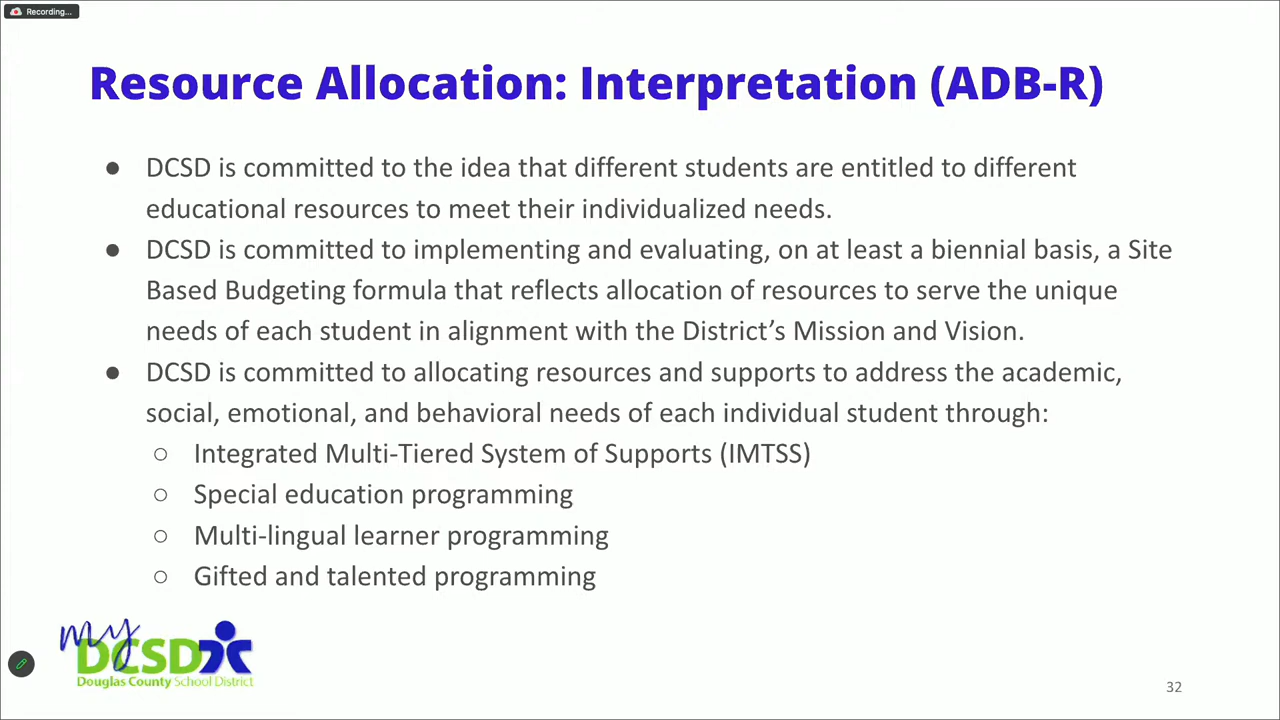 Recording...
Resource Allocation: Interpretation (ADB-R)
● DCSD is committed to the idea that different students are entitled to different
educational resources to meet their individualized needs.
● DCSD is committed to implementing and evaluating, on at least a biennial basis, a Site
Based Budgeting formula that reflects allocation of resources to serve the unique
needs of each student in alignment with the District’s Mission and Vision.
● DCSD is committed to allocating resources and supports to address the academic,
social, emotional, and behavioral needs of each individual student through:
○ Integrated Multi-Tiered System of Supports (IMTSS)
○ Special education programming
○ Multi-lingual learner programming
○ Gifted and talented programming
my
DCSD
Douglas County School District
32